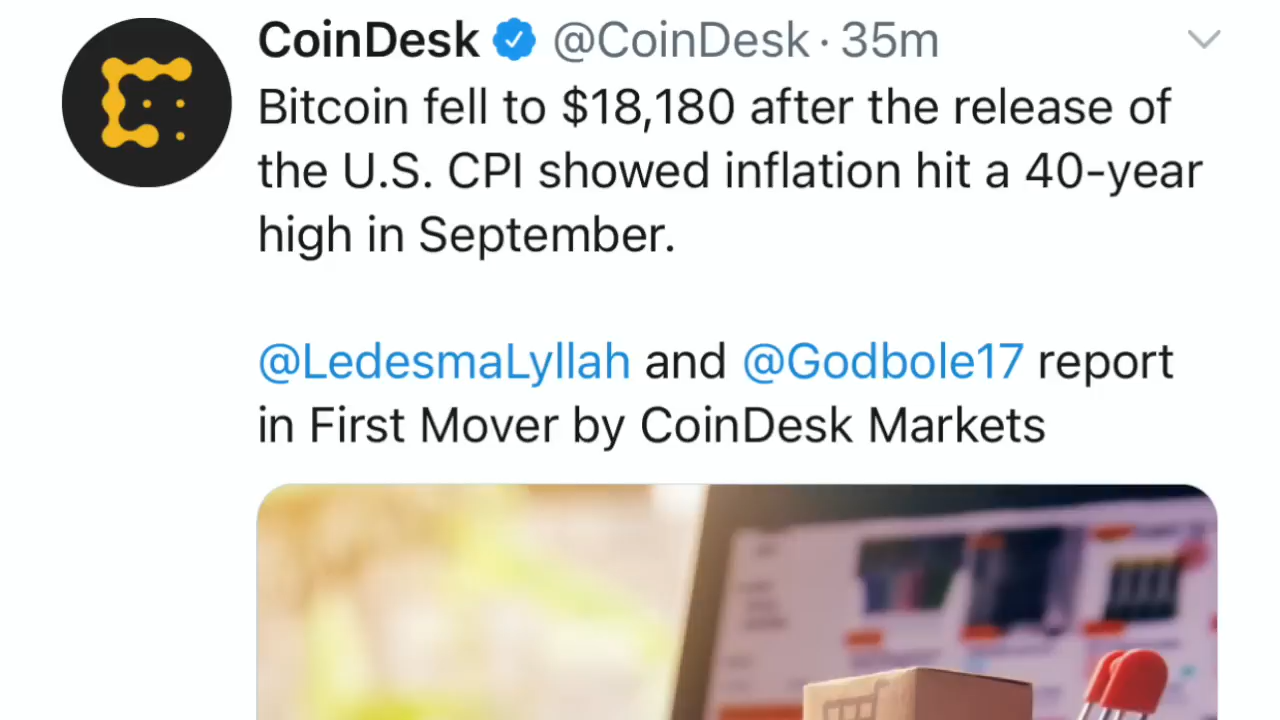 CoinDesk @CoinDesk · 35m
Bitcoin fell to $18,180 after the release of
the U.S. CPI showed inflation hit a 40-year
high in September.
@LedesmaLyllah and @Godbole17 report
in First Mover by CoinDesk Markets